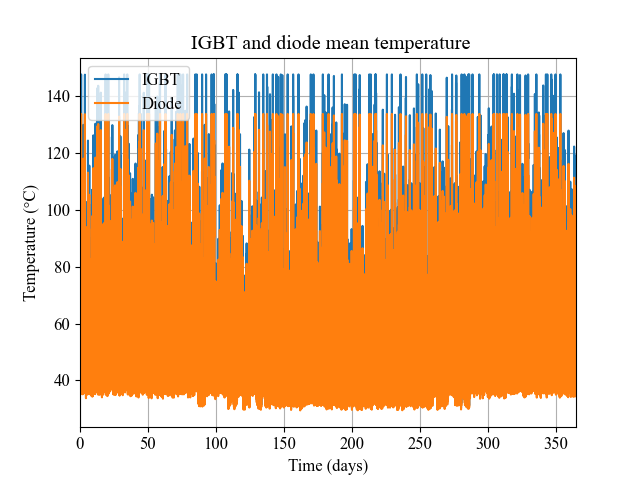 IGBT and diode mean temperature
IGBT
Diode
Temperature (°C)
140
120
100
80
60
40
0 50 100 150 200 250 300 350
Time (days)